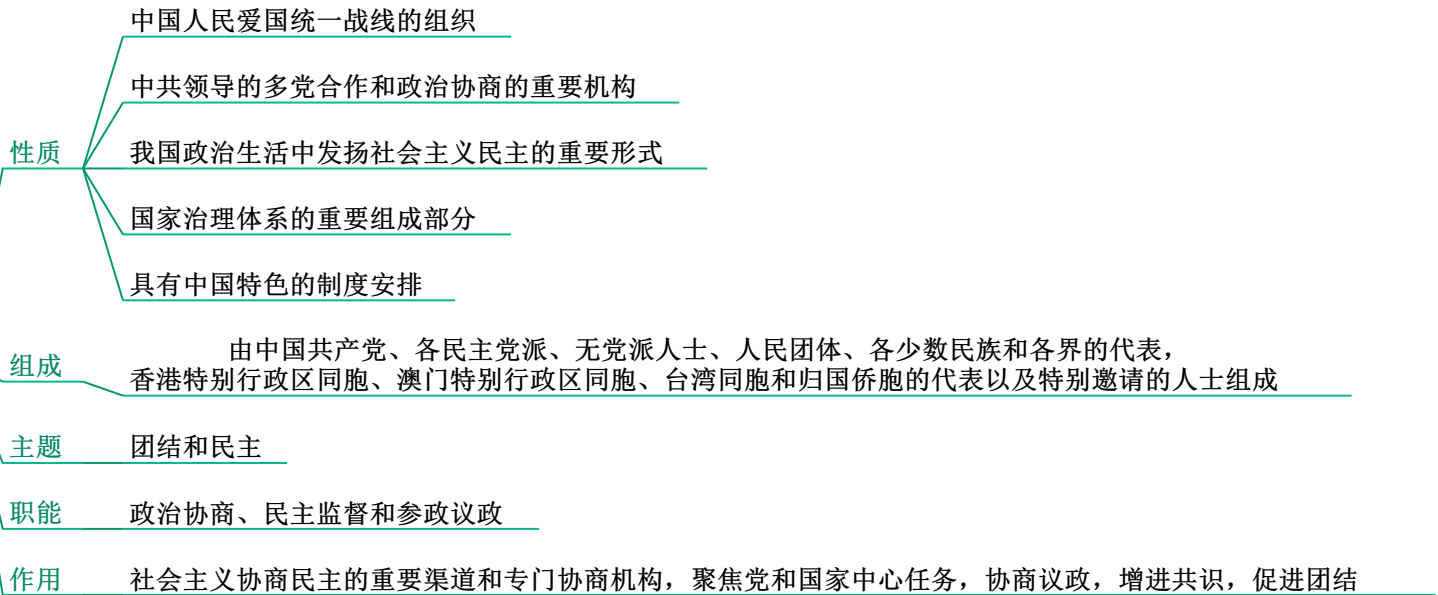 中国人民爱国统一战线的组织
中共领导的多党合作和政治协商的重要机构
性质
我国政治生活中发扬社会主义民主的重要形式
国家治理体系的重要组成部分
具有中国特色的制度安排
组成
由中国共产党、各民主党派、无党派人士、人民团体、各少数民族和各界的代表，
香港特别行政区同胞、澳门特别行政区同胞、台湾同胞和归国侨胞的代表以及特别邀请的人士组成
主题
团结和民主
职能
政治协商、民主监督和参政议政
作用
社会主义协商民主的重要渠道和专门协商机构，聚焦党和国家中心任务，协商议政，增进共识，促进团结